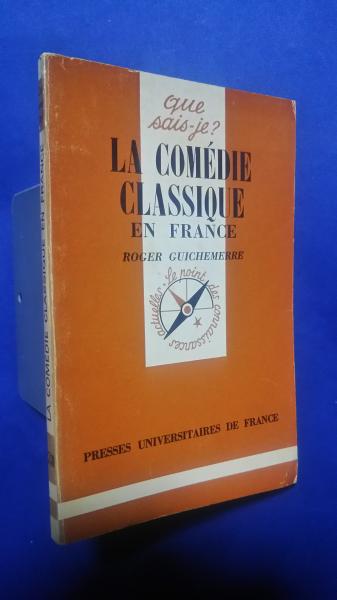 que
sais-je?
LA COMÉDIE
CLASSIQUE
EN FRANCE
ROGER GUICHEMERRE
le point des connaissances actuelles
PRESSES UNIVERSITAIRES DE FRANCE
LA COMÉDIE CLASSIQUE EN FRANCE